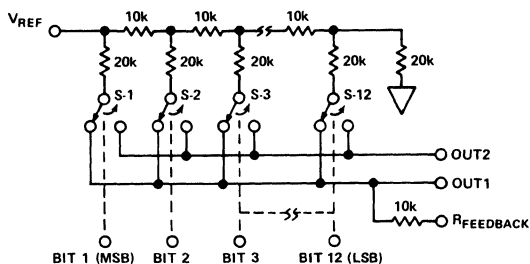 10k 10k 10k
VREF
20k 20k 20k 20k 20k
S-1 S-2 S-3 S-12
OUT2
OUT1
10k
RFEEDBACK
BIT 1 (MSB) BIT 2 BIT 3 BIT 12 (LSB)